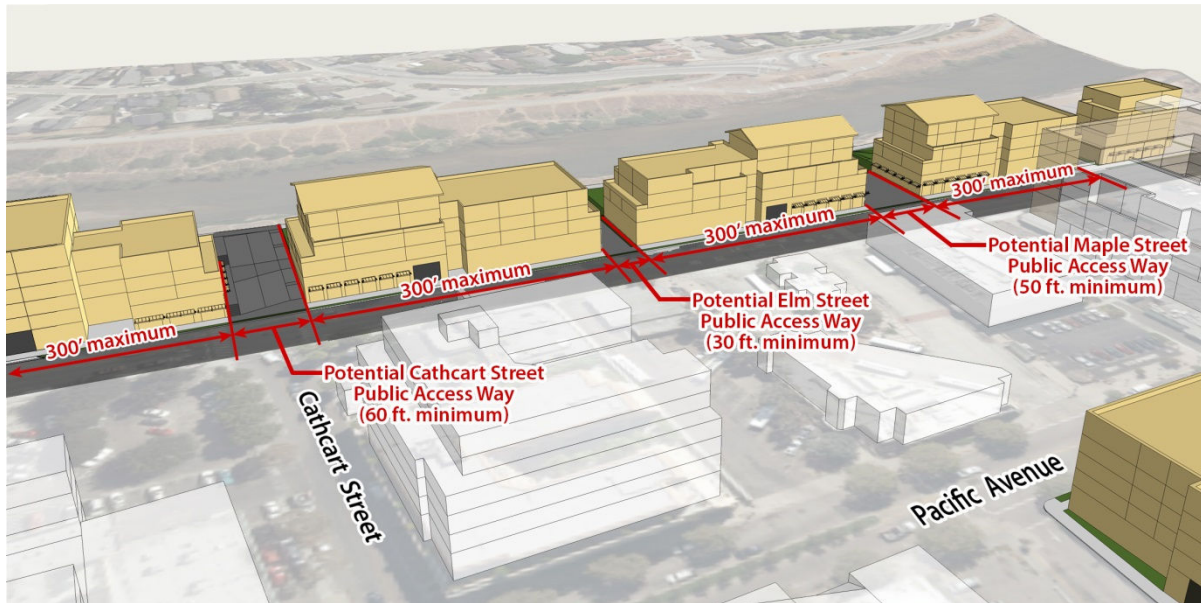 300' maximum
300' maximum
300' maximum
300' maximum
Potential Maple Street
Public Access Way
(50 ft. minimum)
Potential Elm Street
Public Access Way
(30 ft. minimum)
Potential Cathcart Street
Public Access Way
(60 ft. minimum)
Cathcart Street
Pacific Avenue